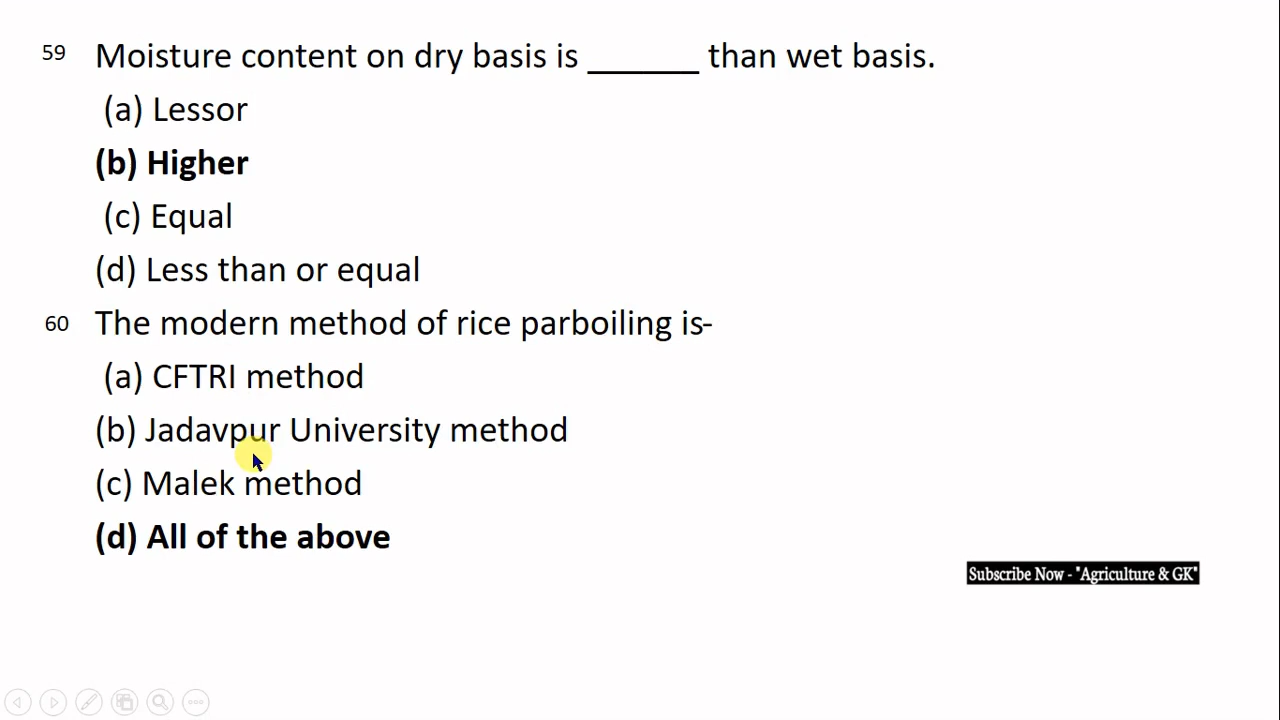 59 Moisture content on dry basis is ______ than wet basis.
(a) Lessor
(b) Higher
(c) Equal
(d) Less than or equal
60 The modern method of rice parboiling is-
(a) CFTRI method
(b) Jadavpur University method
(c) Malek method
(d) All of the above
Subscribe Now - "Agriculture & GK"